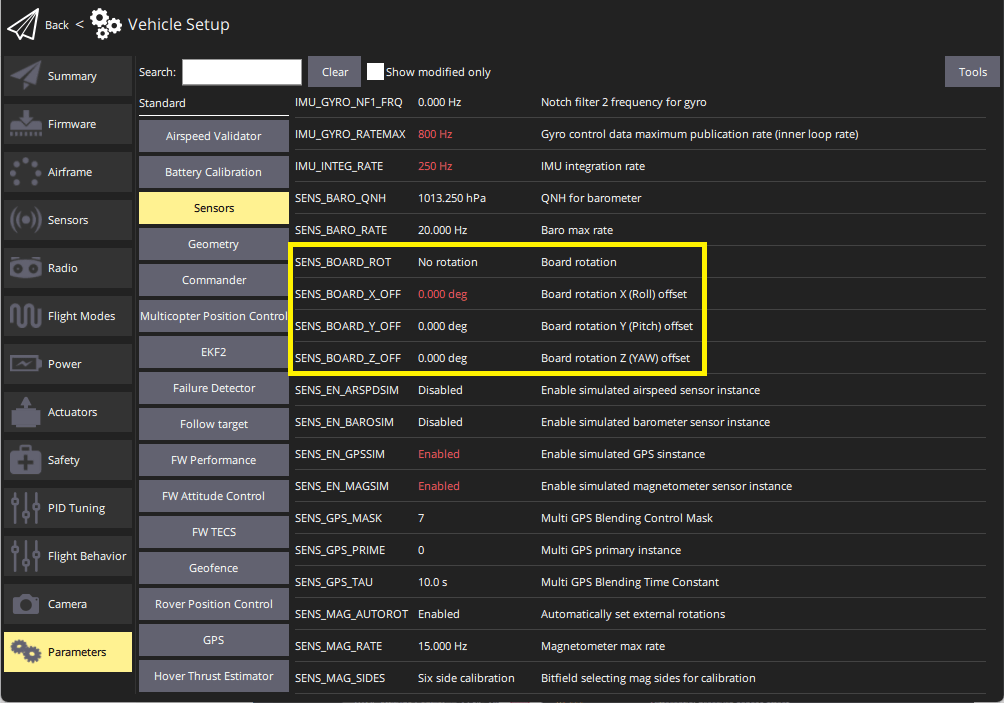 Back < Vehicle Setup
Summary
Firmware
Airframe
Sensors
Radio
Flight Modes
Power
Actuators
Safety
PID Tuning
Flight Behavior
Camera
Parameters
Search: Clear Show modified only Tools
Standard
Airspeed Validator
Battery Calibration
Sensors
Geometry
Commander
Multicopter Position Control
EKF2
Failure Detector
Follow target
FW Performance
FW Attitude Control
FW TECS
Geofence
Rover Position Control
GPS
Hover Thrust Estimator
IMU_GYRO_NF1_FRQ 0.000 Hz Notch filter 2 frequency for gyro
IMU_GYRO_RATEMAX 800 Hz Gyro control data maximum publication rate (inner loop rate)
IMU_INTEG_RATE 250 Hz IMU integration rate
SENS_BARO_QNH 1013.250 hPa QNH for barometer
SENS_BARO_RATE 20.000 Hz Baro max rate
SENS_BOARD_ROT No rotation Board rotation
SENS_BOARD_X_OFF 0.000 deg Board rotation X (Roll) offset
SENS_BOARD_Y_OFF 0.000 deg Board rotation Y (Pitch) offset
SENS_BOARD_Z_OFF 0.000 deg Board rotation Z (YAW) offset
SENS_EN_ARSPDSIM Disabled Enable simulated airspeed sensor instance
SENS_EN_BAROSIM Disabled Enable simulated barometer sensor instance
SENS_EN_GPSSIM Enabled Enable simulated GPS sinstance
SENS_EN_MAGSIM Enabled Enable simulated magnetometer sensor instance
SENS_GPS_MASK 7 Multi GPS Blending Control Mask
SENS_GPS_PRIME 0 Multi GPS primary instance
SENS_GPS_TAU 10.0 s Multi GPS Blending Time Constant
SENS_MAG_AUTOROT Enabled Automatically set external rotations
SENS_MAG_RATE 15.000 Hz Magnetometer max rate
SENS_MAG_SIDES Six side calibration Bitfield selecting mag sides for calibration